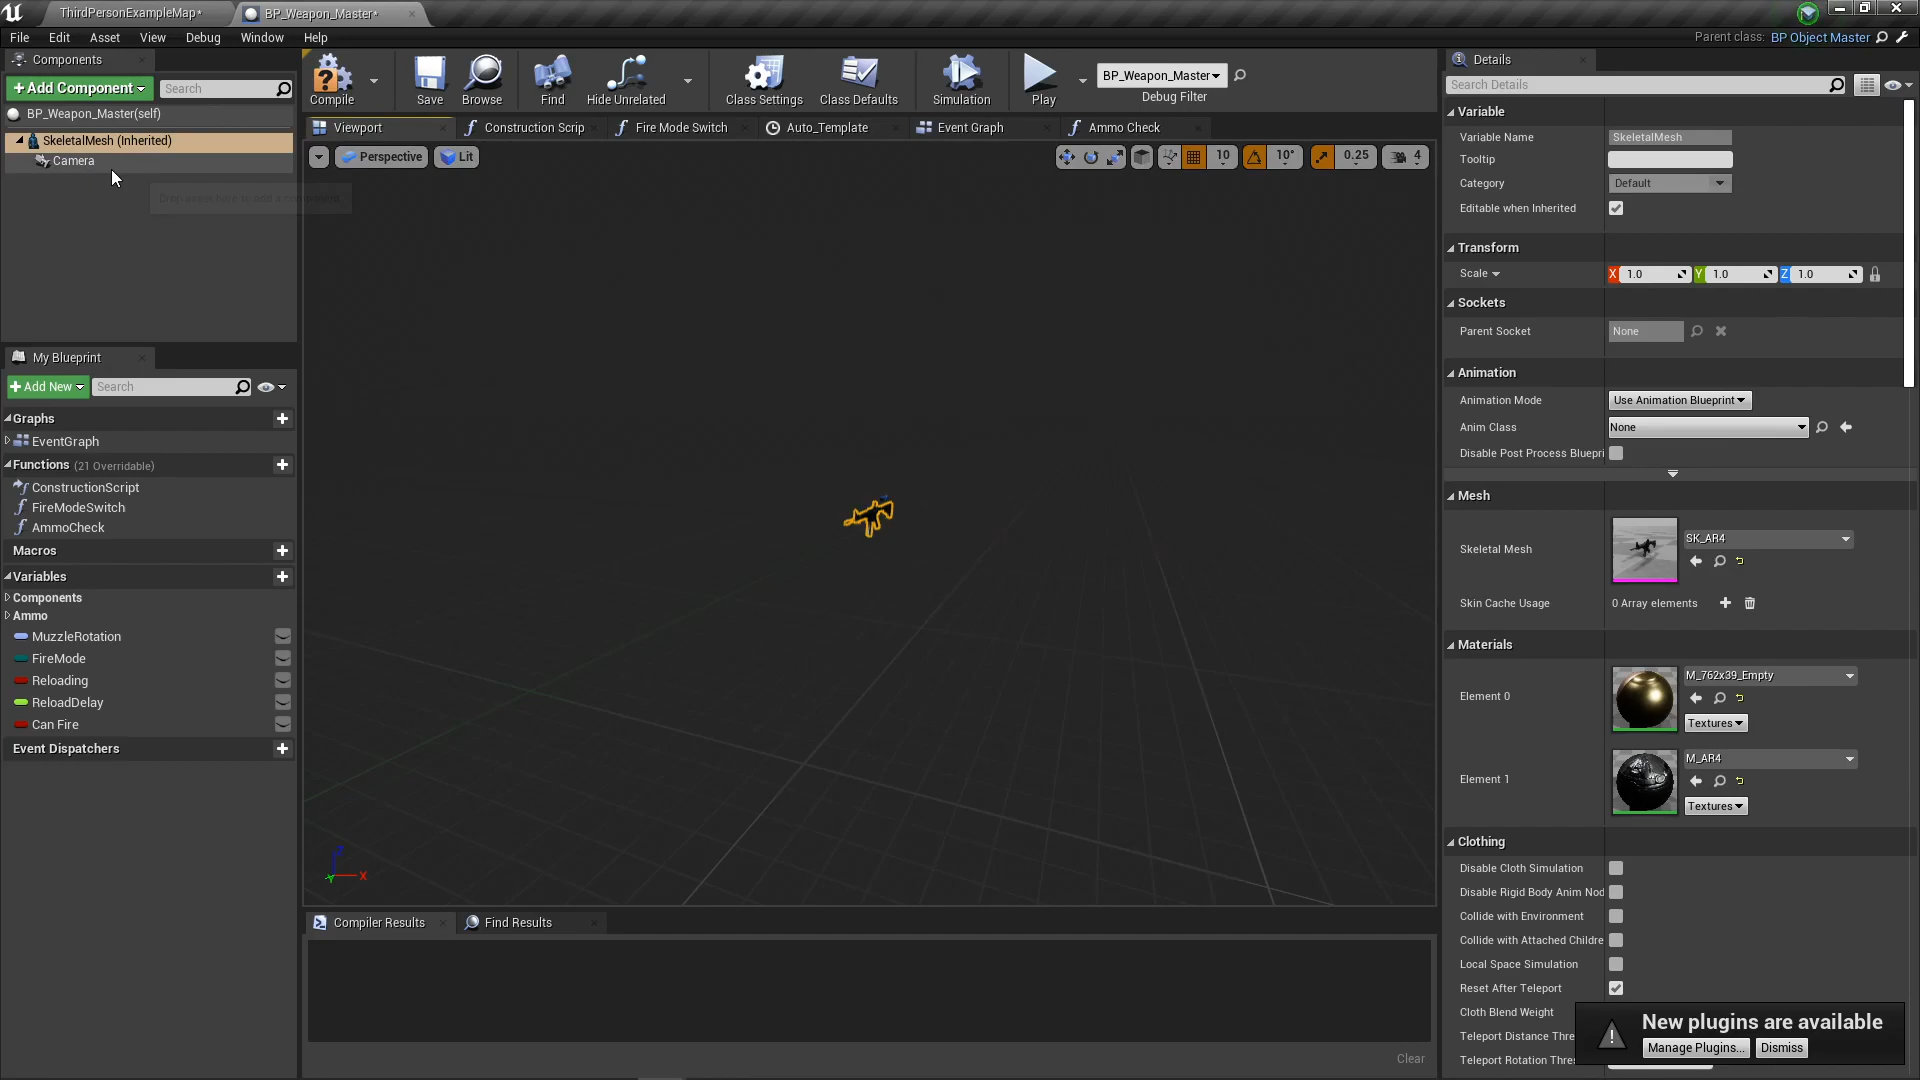 ThirdPersonExampleMap*
BP_Weapon_Master*
File Edit Asset View Debug Window Help
Parent class: BP Object Master
Components
+Add Component
Search
BP_Weapon_Master(self)
SkeletalMesh (Inherited)
Camera
My Blueprint
+Add New
Search
Graphs
EventGraph
Functions (21 Overridable)
ConstructionScript
FireModeSwitch
AmmoCheck
Macros
Variables
Components
Ammo
MuzzleRotation
FireMode
Reloading
ReloadDelay
Can Fire
Event Dispatchers
Compile Save Browse Find Hide Unrelated Class Settings Class Defaults Simulation Play
BP_Weapon_Master
Debug Filter
Viewport
Construction Scrip
Fire Mode Switch
Auto_Template
Event Graph
Ammo Check
Perspective Lit
10 10° 0.25 4
X
Compiler Results
Find Results
Clear
Details
Search Details
Variable
Variable Name SkeletalMesh
Tooltip
Category Default
Editable when Inherited
Transform
Scale X 1.0 Y 1.0 Z 1.0
Sockets
Parent Socket None
Animation
Animation Mode Use Animation Blueprint
Anim Class None
Disable Post Process Bluepri
Mesh
Skeletal Mesh SK_AR4
Skin Cache Usage 0 Array elements
Materials
Element 0 M_762x39_Empty
Textures
Element 1 M_AR4
Textures
Clothing
Disable Cloth Simulation
Disable Rigid Body Anim Nod
Collide with Environment
Collide with Attached Childre
Local Space Simulation
Reset After Teleport
Cloth Blend Weight
Teleport Distance Thre
Teleport Rotation Thres
New plugins are available
Manage Plugins... Dismiss